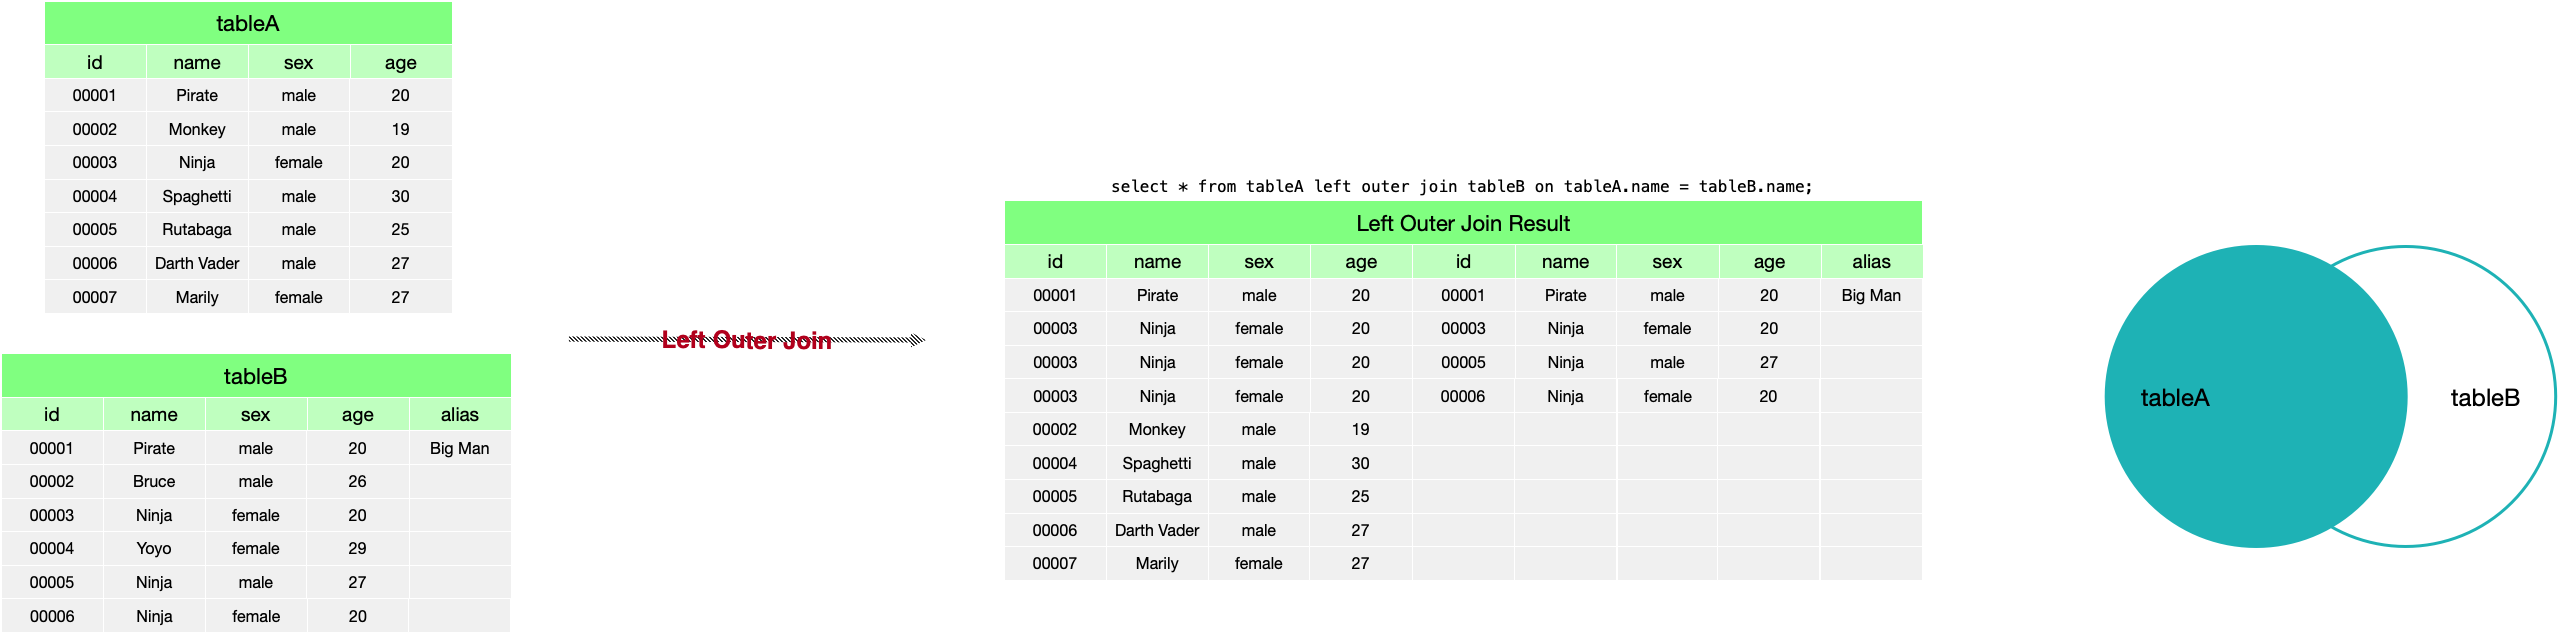 tableA
id name sex age
00001 Pirate male 20
00002 Monkey male 19
00003 Ninja female 20
00004 Spaghetti male 30
00005 Rutabaga male 25
00006 Darth Vader male 27
00007 Marily female 27
tableB
id name sex age alias
00001 Pirate male 20 Big Man
00002 Bruce male 26
00003 Ninja female 20
00004 Yoyo female 29
00005 Ninja male 27
00006 Ninja female 20
Left Outer Join
select * from tableA left outer join tableB on tableA.name = tableB.name;
Left Outer Join Result
id name sex age id name sex age alias
00001 Pirate male 20 00001 Pirate male 20 Big Man
00003 Ninja female 20 00003 Ninja female 20
00003 Ninja female 20 00005 Ninja male 27
00003 Ninja female 20 00006 Ninja female 20
00002 Monkey male 19
00004 Spaghetti male 30
00005 Rutabaga male 25
00006 Darth Vader male 27
00007 Marily female 27
tableA
tableB